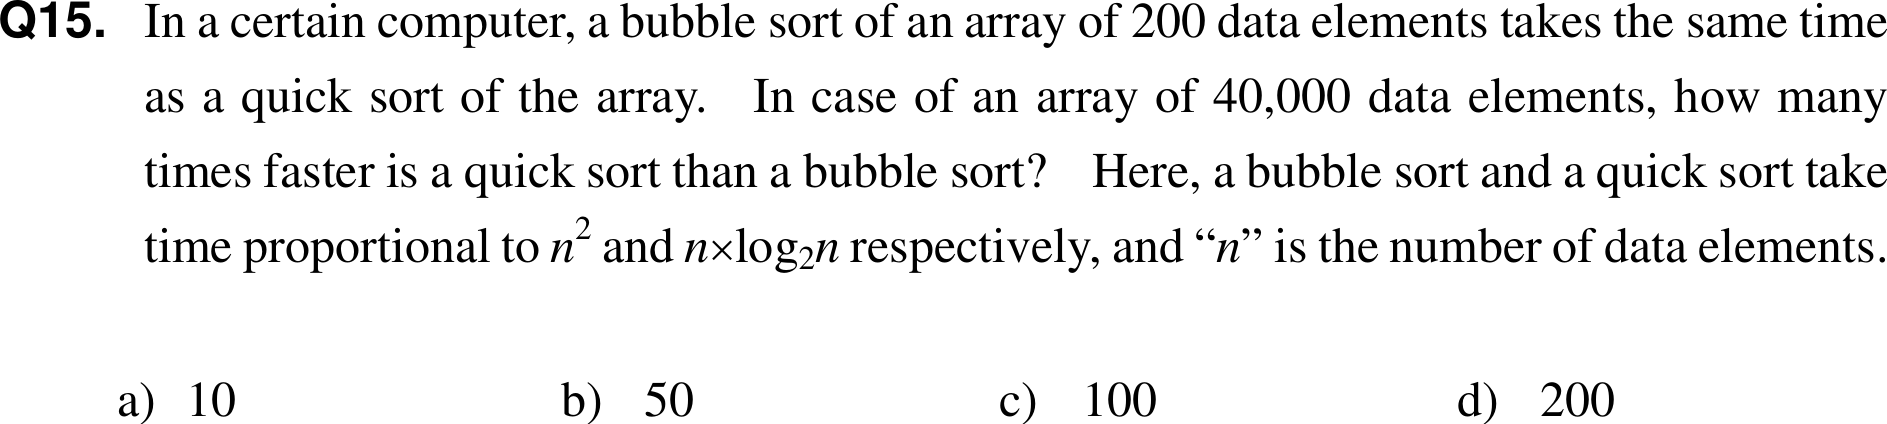 Q15. In a certain computer, a bubble sort of an array of 200 data elements takes the same time
as a quick sort of the array. In case of an array of 40,000 data elements, how many
times faster is a quick sort than a bubble sort? Here, a bubble sort and a quick sort take
time proportional to n² and n×log₂n respectively, and “n” is the number of data elements.
a) 10 b) 50 c) 100 d) 200